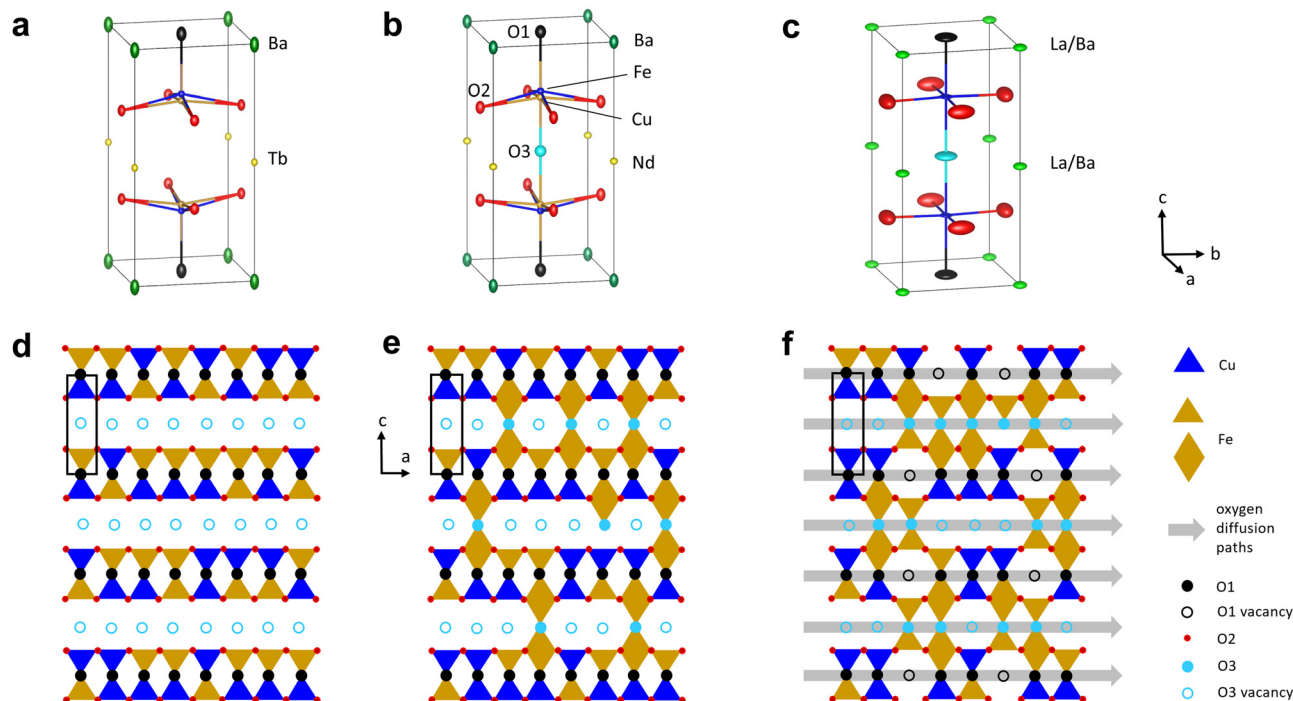 a
Ba
Tb
b
O1
Ba
Fe
O2
Cu
O3
Nd
c
La/Ba
La/Ba
c
b
a
d
e
c
a
f
Cu
Fe
oxygen
diffusion
paths
O1
O1 vacancy
O2
O3
O3 vacancy